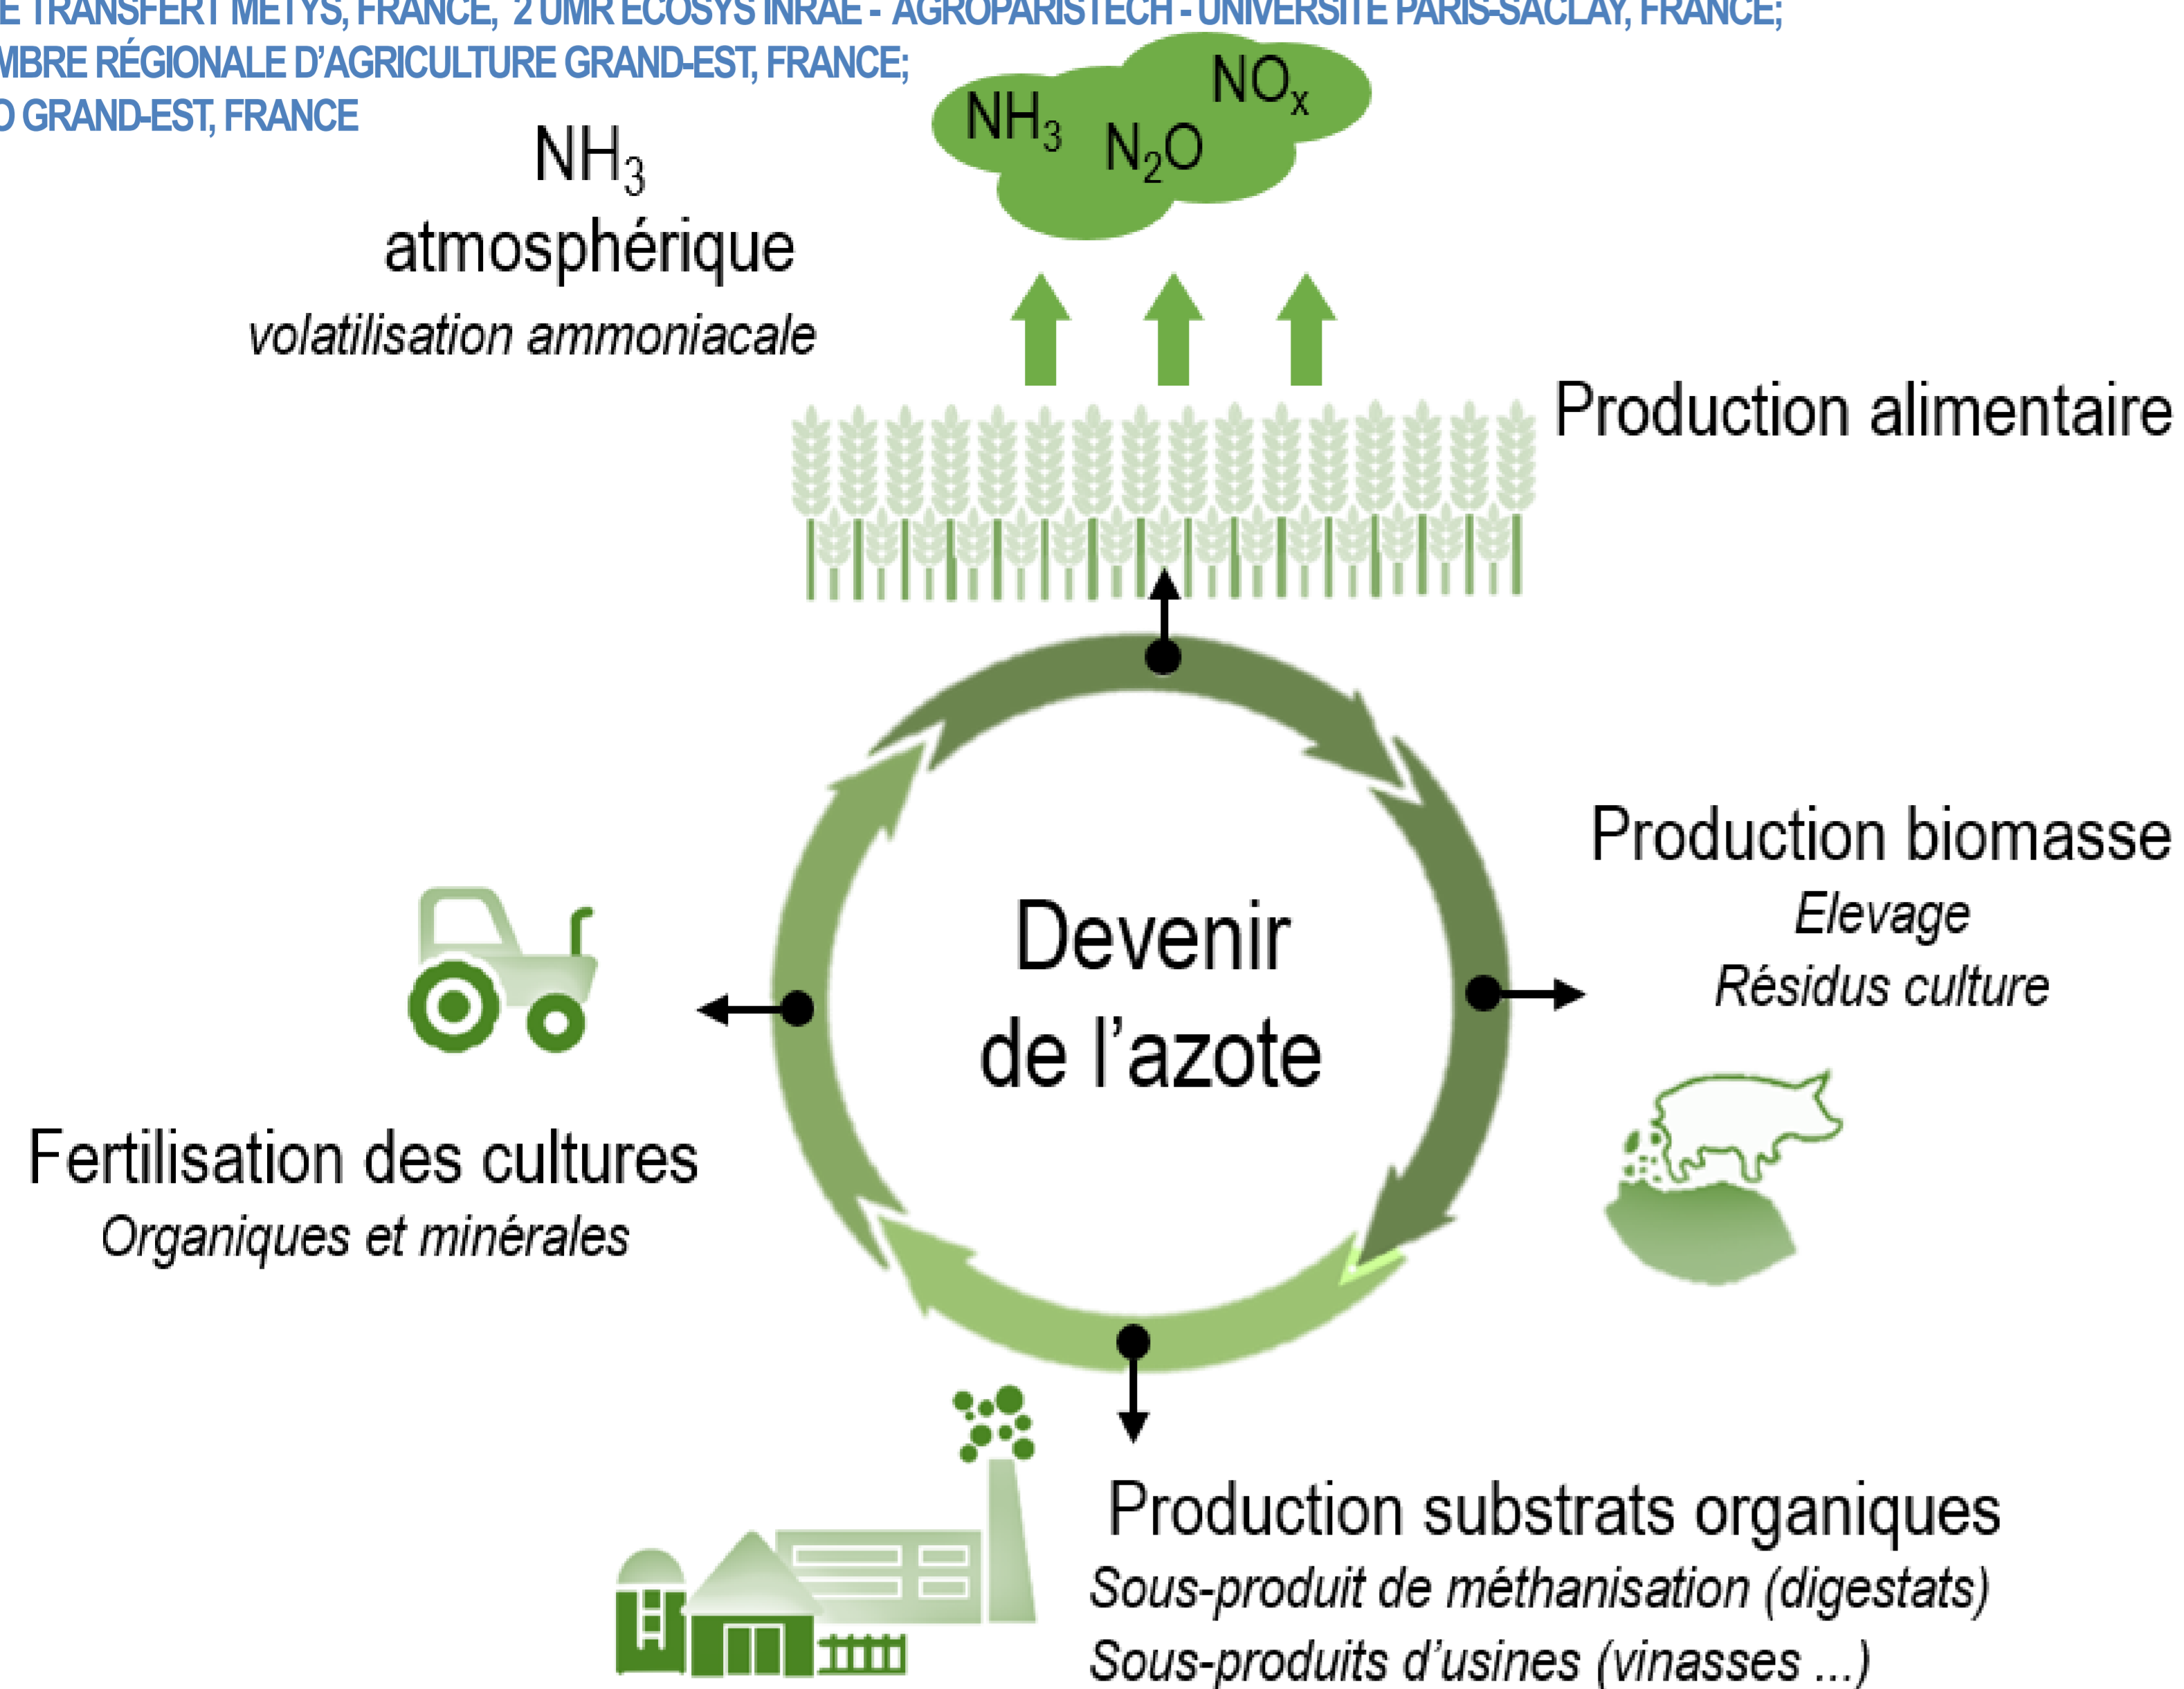 E TRANSFERT METYS, FRANCE, 2 UMR ECOSYS INRAE - AGROPARISTECH - UNIVERSITÉ PARIS-SACLAY, FRANCE;
MBRE RÉGIONALE D’AGRICULTURE GRAND-EST, FRANCE;
O GRAND-EST, FRANCE
NH₃
atmosphérique
volatilisation ammoniacale
NH₃
N₂O
NOₓ
Production alimentaire
Production biomasse
Elevage
Résidus culture
Devenir
de l’azote
Fertilisation des cultures
Organiques et minérales
Production substrats organiques
Sous-produit de méthanisation (digestats)
Sous-produits d’usines (vinasses ...)